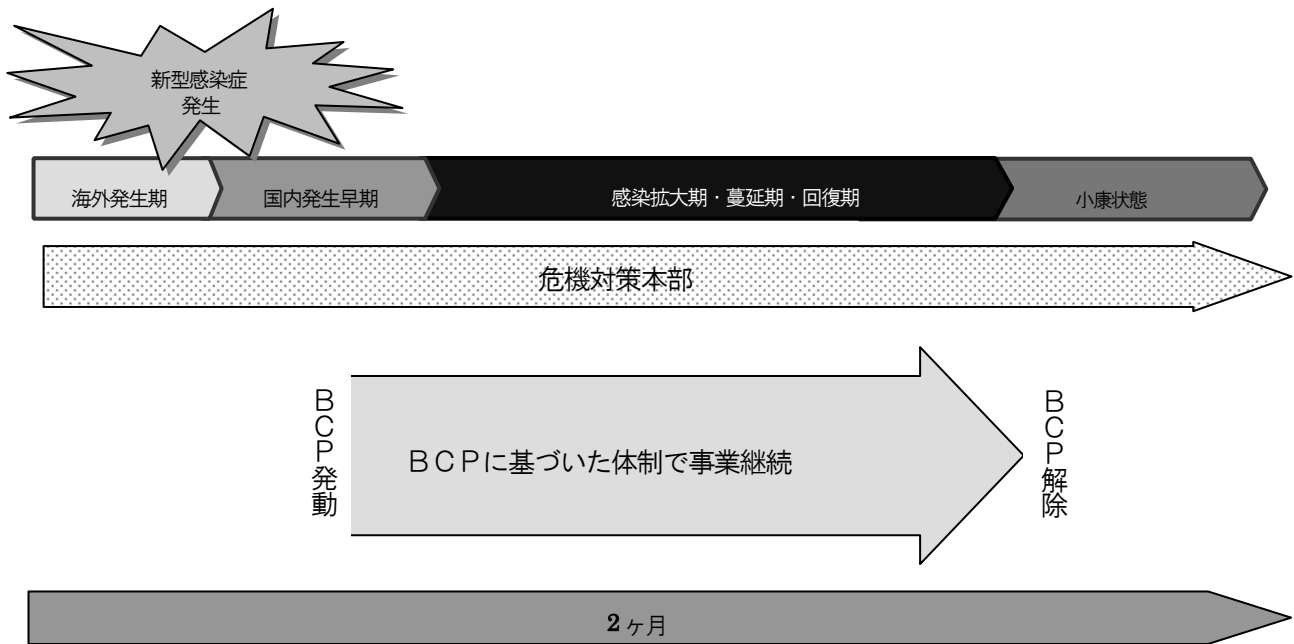 新型感染症
発生
海外発生期
国内発生早期
感染拡大期・蔓延期・回復期
小康状態
危機対策本部
ＢＣＰ発動
ＢＣＰに基づいた体制で事業継続
ＢＣＰ解除
2ヶ月